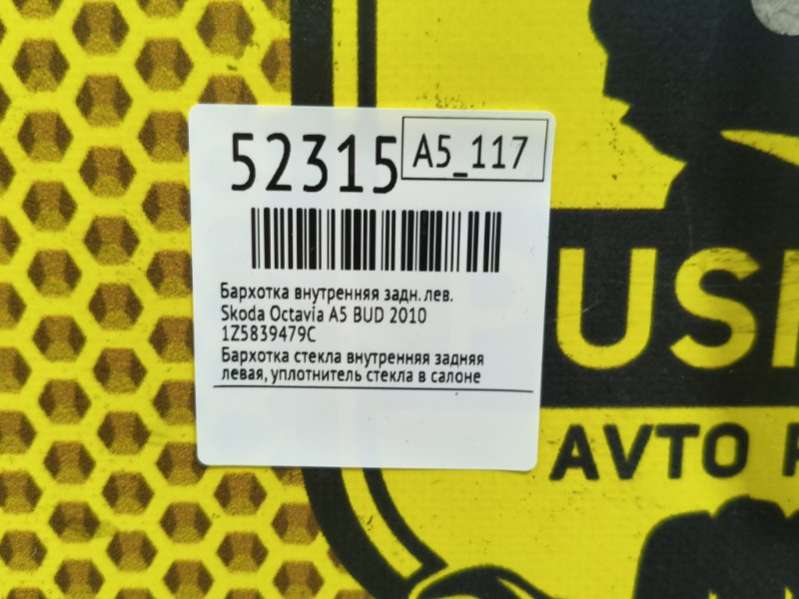 52315
A5_117
Бархотка внутренняя задн. лев.
Skoda Octavia A5 BUD 2010
1Z5839479C
Бархотка стекла внутренняя задняя
левая, уплотнитель стекла в салоне
US
AVTO